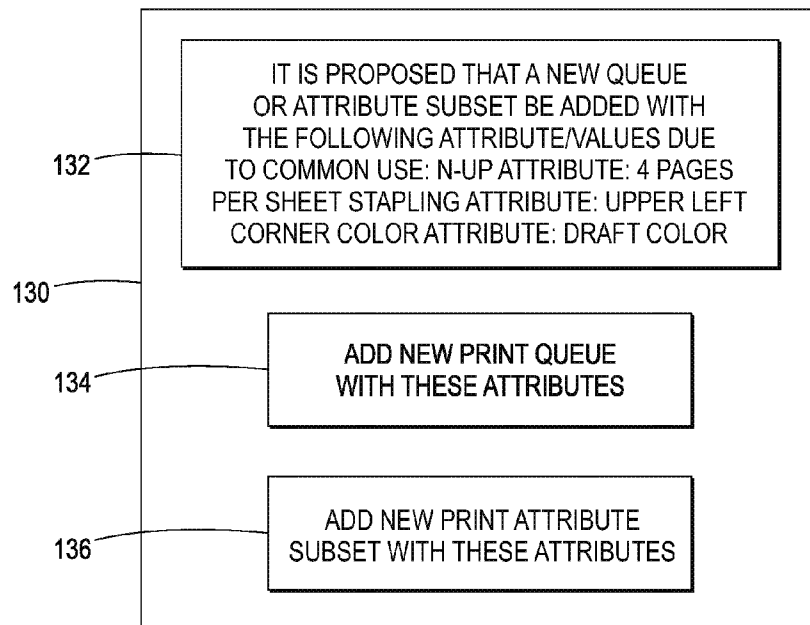 IT IS PROPOSED THAT A NEW QUEUE
OR ATTRIBUTE SUBSET BE ADDED WITH
THE FOLLOWING ATTRIBUTE/VALUES DUE
TO COMMON USE: N-UP ATTRIBUTE: 4 PAGES
PER SHEET STAPLING ATTRIBUTE: UPPER LEFT
CORNER COLOR ATTRIBUTE: DRAFT COLOR
132
130
ADD NEW PRINT QUEUE
WITH THESE ATTRIBUTES
134
ADD NEW PRINT ATTRIBUTE
SUBSET WITH THESE ATTRIBUTES
136